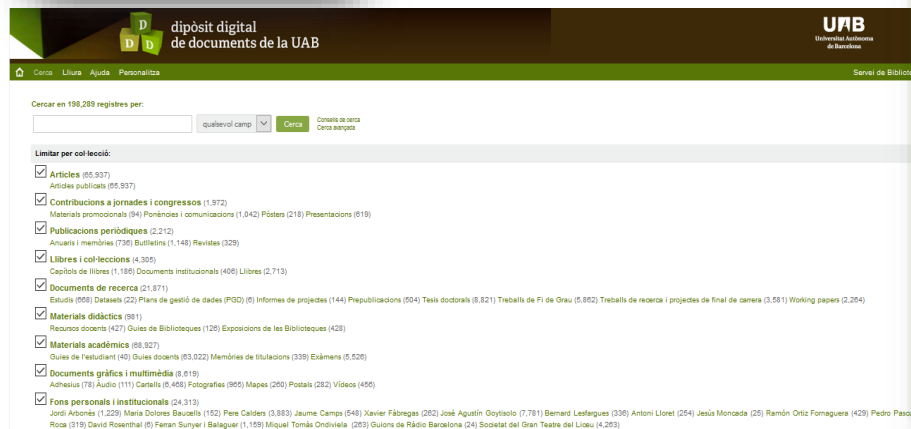 D
D D
dipòsit digital
de documents de la UAB
UAB
Universitat Autònoma
de Barcelona
Cerca Lliura Ajuda Personalitza
Servei de Bibliote
Cercar en 198,289 registres per:
qualsevol camp Cerca
Consells de cerca
Cerca avançada
Limitar per col·lecció:
Articles (65,937)
Articles publicats (65,937)
Contribucions a jornades i congressos (1,972)
Materials promocionals (94) Ponències i comunicacions (1,042) Pòsters (218) Presentacions (619)
Publicacions periòdiques (2,212)
Anuaris i memòries (736) Butlletins (1,148) Revistes (329)
Llibres i col·leccions (4,305)
Capítols de llibres (1,186) Documents institucionals (406) Llibres (2,713)
Documents de recerca (21,871)
Estudis (668) Datasets (22) Plans de gestió de dades (PGD) (6) Informes de projectes (144) Prepublicacions (504) Tesis doctorals (8,821) Treballs de Fi de Grau (5,862) Treballs de recerca i projectes de final de carrera (3,581) Working papers (2,264)
Materials didàctics (981)
Recursos docents (427) Guies de Biblioteques (126) Exposicions de les Biblioteques (428)
Materials acadèmics (68,927)
Guies de l'estudiant (40) Guies docents (63,022) Memòries de titulacions (339) Exàmens (5,526)
Documents gràfics i multimèdia (8,619)
Adhesius (78) Àudio (111) Cartells (6,468) Fotografies (965) Mapes (260) Postals (282) Vídeos (456)
Fons personals i institucionals (24,313)
Jordi Arbonès (1,229) Maria Dolores Baucells (152) Pere Calders (3,883) Jaume Camps (548) Xavier Fàbregas (262) José Agustín Goytisolo (7,781) Bernard Lesfargues (336) Antoni Lloret (254) Jesús Moncada (25) Ramón Ortiz Fornaguera (429) Pedro Pasc
Roca (319) David Rosenthal (6) Ferran Sunyer i Balaguer (1,159) Miquel Tomàs Ondiviela (263) Guions de Ràdio Barcelona (24) Societat del Gran Teatre del Liceu (4,263)